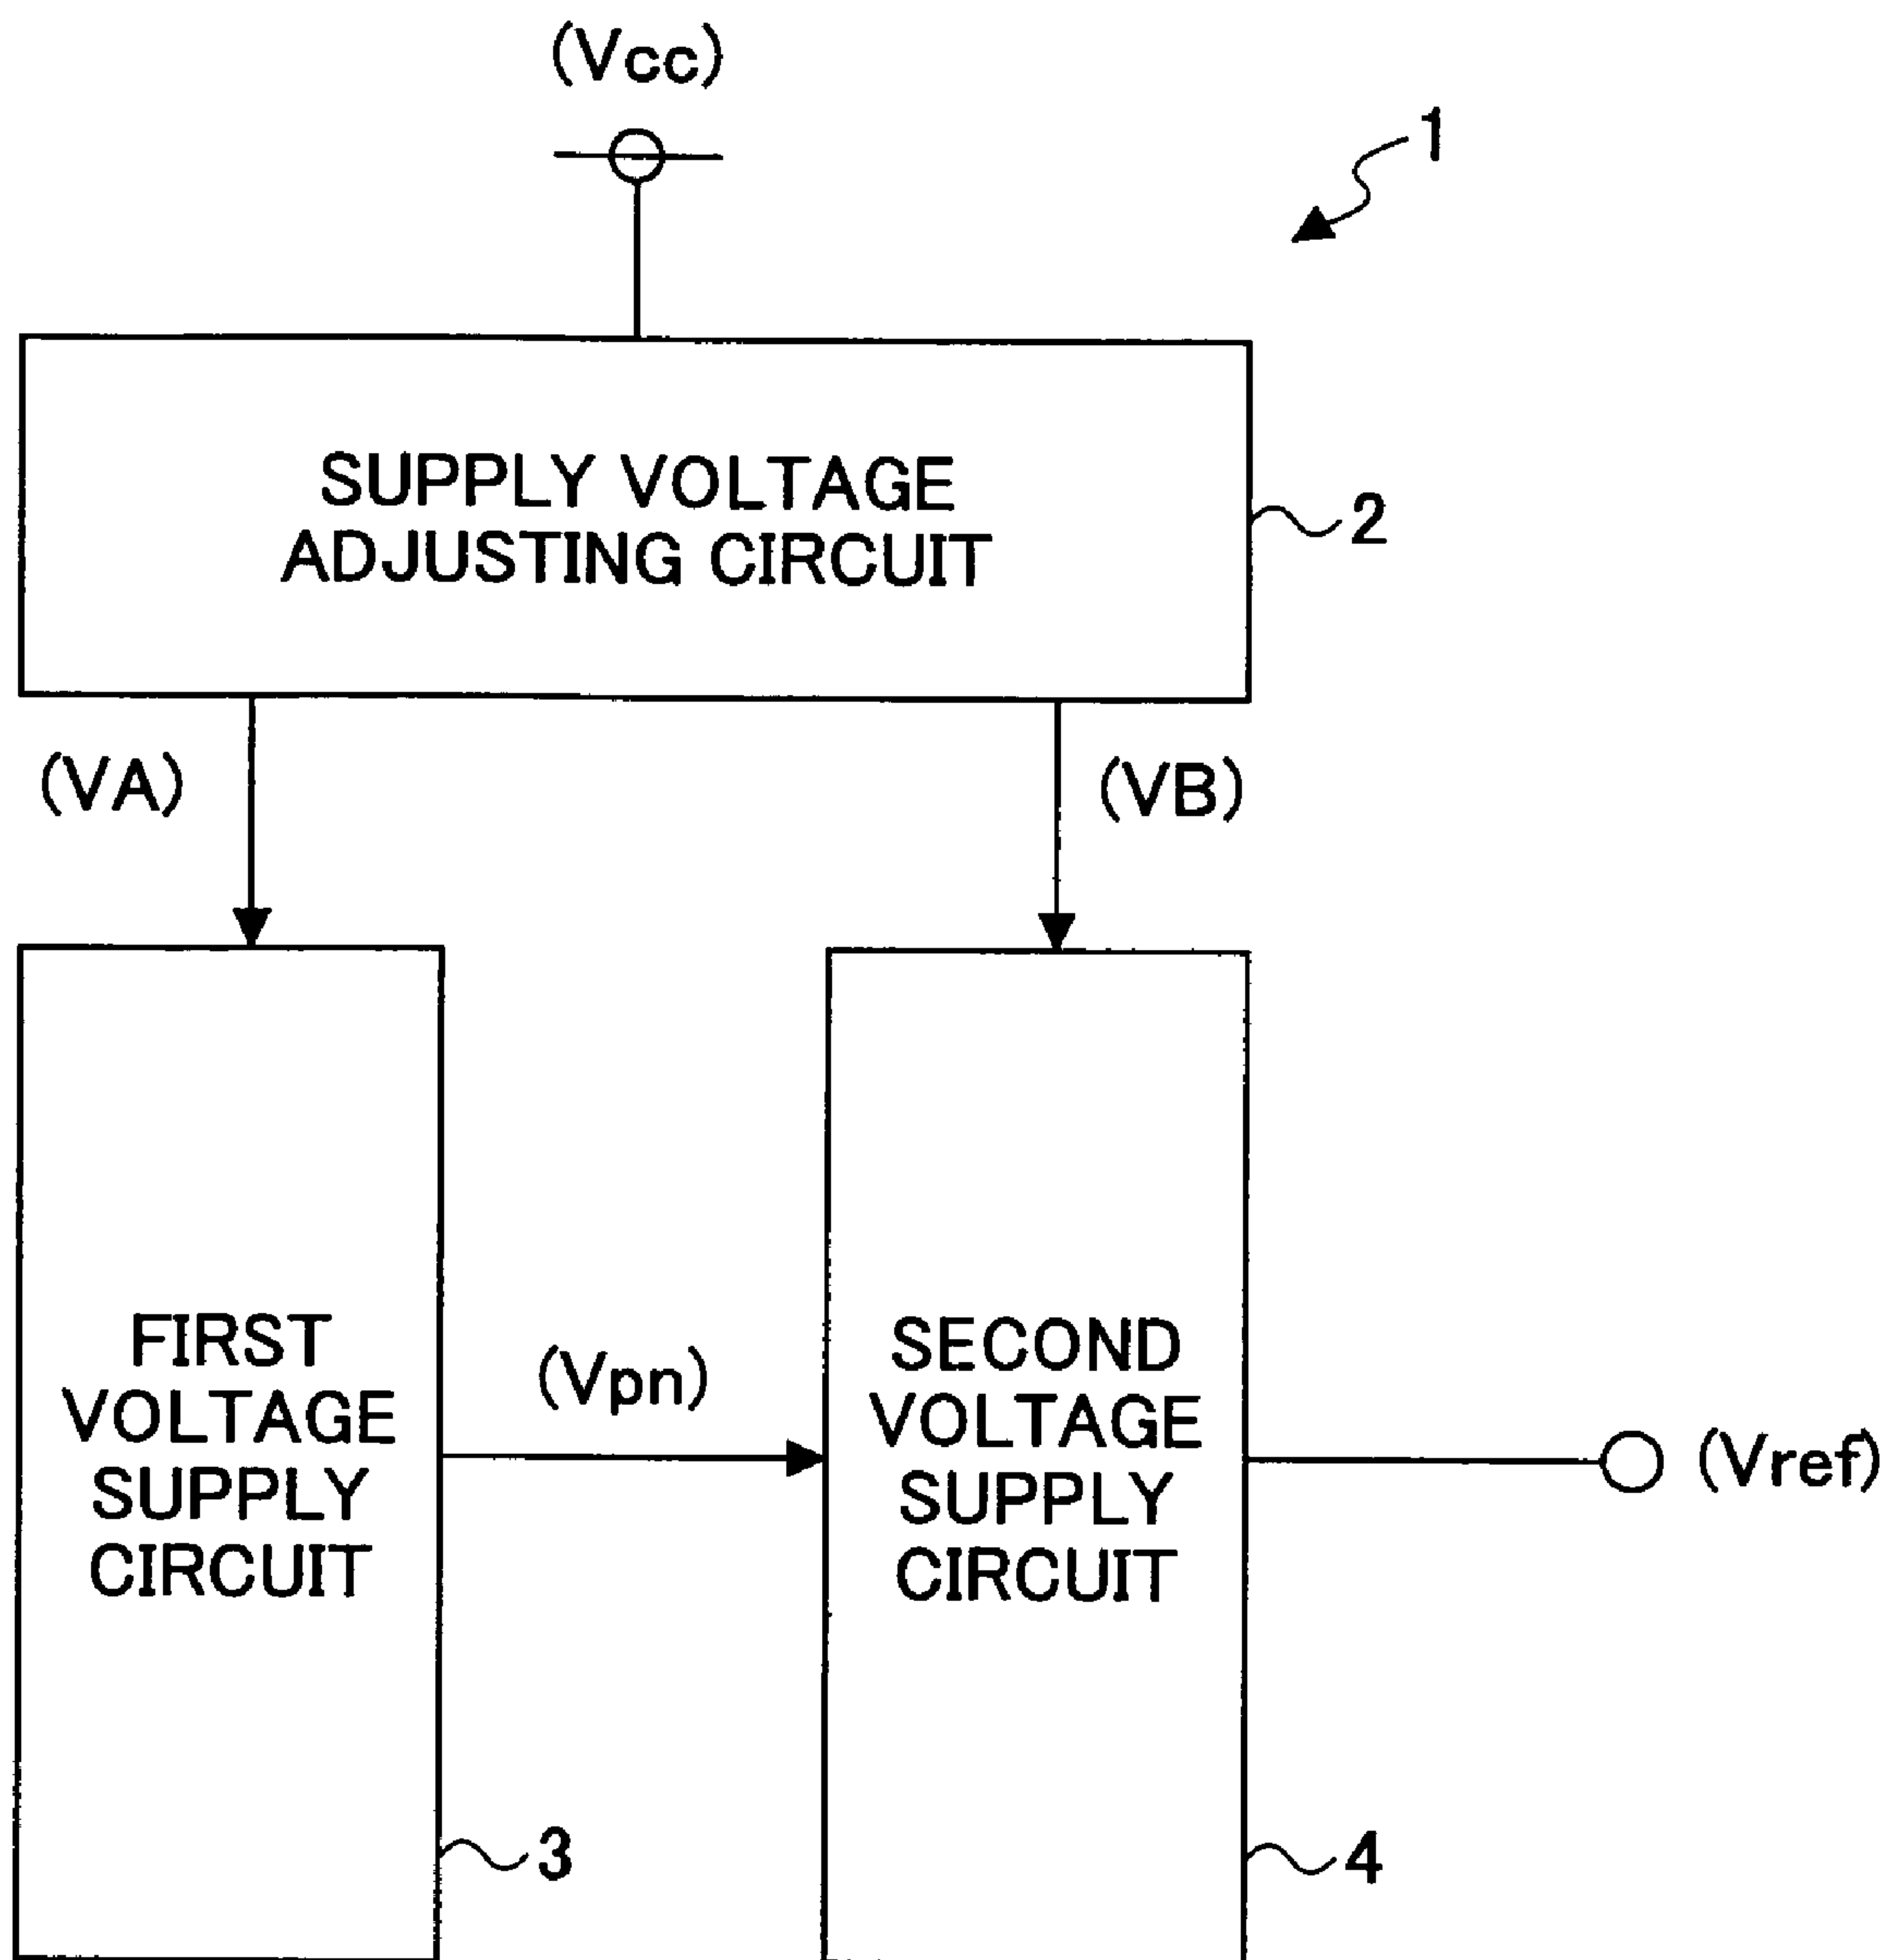 (Vcc)
1
SUPPLY VOLTAGE
ADJUSTING CIRCUIT
2
(VA)
(VB)
FIRST
VOLTAGE
SUPPLY
CIRCUIT
(Vpn)
SECOND
VOLTAGE
SUPPLY
CIRCUIT
(Vref)
3
4